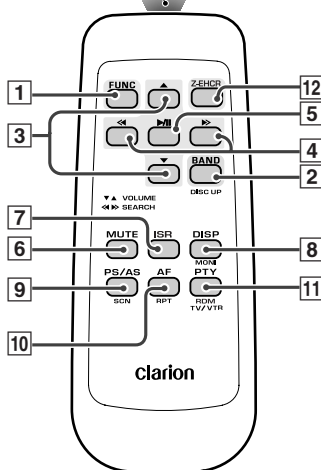 FUNC ▲ Z-EHCR 12
1
5
3 ◀◀ ▶/II ▶▶
4
▼ BAND 2
DISC UP
▼▲ VOLUME
◀◀ ▶▶ SEARCH
7
MUTE ISR DISP
6 8
MONI
PS/AS AF PTY
9 SCN RPT 11
RDM
10 TV/VTR
clarion